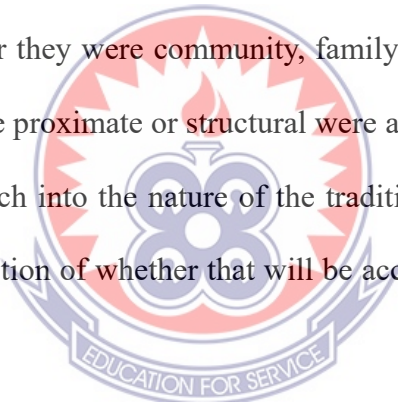 r they were community, family
e proximate or structural were a
ch into the nature of the traditi
tion of whether that will be acc
EDUCATION FOR SERVICE